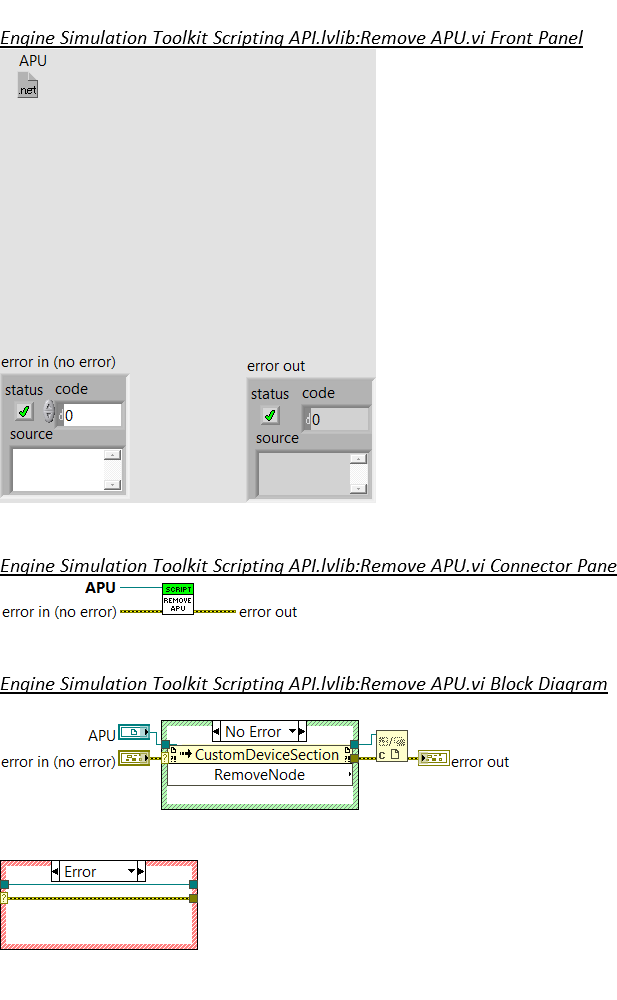 Engine Simulation Toolkit Scripting API.lvlib:Remove APU.vi Front Panel
APU
.net
error in (no error)
error out
status code
status code
d 0
d 0
source
source
Engine Simulation Toolkit Scripting API.lvlib:Remove APU.vi Connector Pane
APU
SCRIPT
REMOVE
APU
error in (no error)
error out
Engine Simulation Toolkit Scripting API.lvlib:Remove APU.vi Block Diagram
No Error
APU
CustomDeviceSection
error in (no error)
?
error out
RemoveNode
Error
?